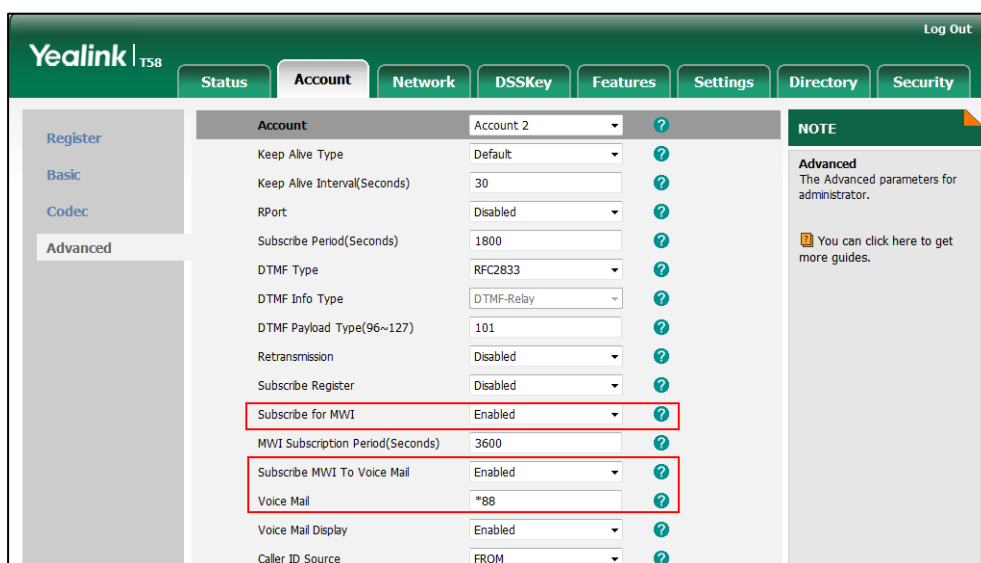 Log Out
Yealink | T58
Status Account Network DSSKey Features Settings Directory Security
Register
Basic
Codec
Advanced
Account Account 2 ?
Keep Alive Type Default ?
Keep Alive Interval(Seconds) 30 ?
RPort Disabled ?
Subscribe Period(Seconds) 1800 ?
DTMF Type RFC2833 ?
DTMF Info Type DTMF-Relay ?
DTMF Payload Type(96~127) 101 ?
Retransmission Disabled ?
Subscribe Register Disabled ?
Subscribe for MWI Enabled ?
MWI Subscription Period(Seconds) 3600 ?
Subscribe MWI To Voice Mail Enabled ?
Voice Mail *88 ?
Voice Mail Display Enabled ?
Caller ID Source FROM ?
NOTE
Advanced
The Advanced parameters for
administrator.
? You can click here to get
more guides.